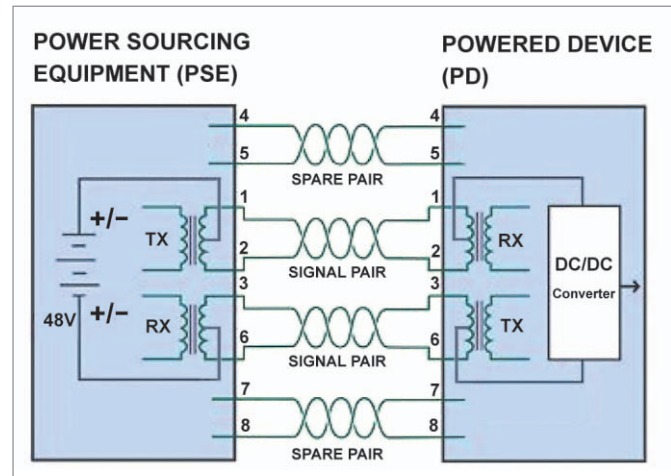 POWER SOURCING
EQUIPMENT (PSE)
POWERED DEVICE
(PD)
4 4
5 5
SPARE PAIR
1 1
+/–
TX RX
2 2
SIGNAL PAIR
DC/DC
Converter
3 3
48V +/–
RX TX
6 6
SIGNAL PAIR
7 7
8 8
SPARE PAIR